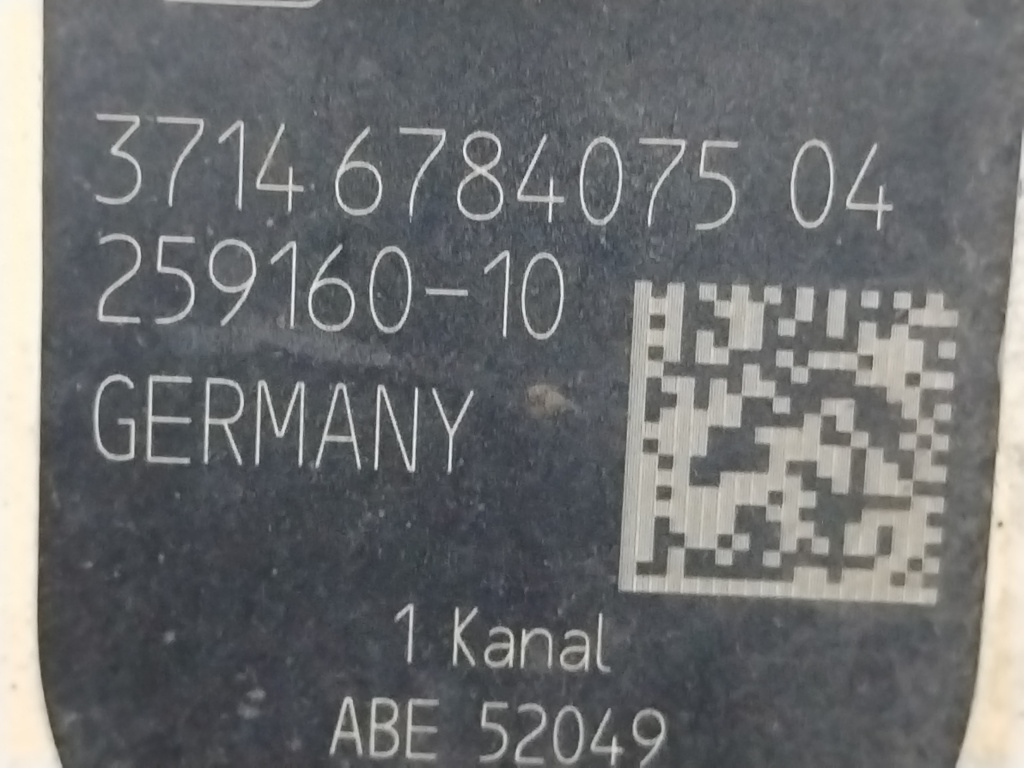 3714 6784075 04
259160-10
GERMANY
1 Kanal
ABE 52049